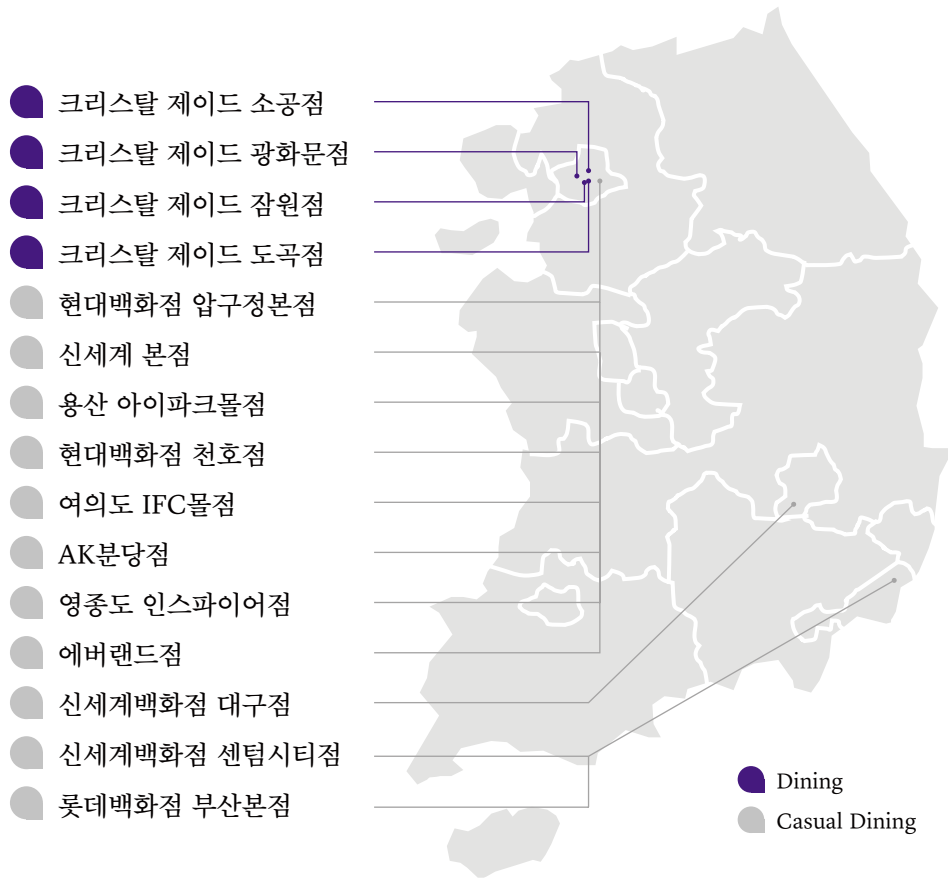 크리스탈 제이드 소공점
크리스탈 제이드 광화문점
크리스탈 제이드 잠원점
크리스탈 제이드 도곡점
현대백화점 압구정본점
신세계 본점
용산 아이파크몰점
현대백화점 천호점
여의도 IFC몰점
AK분당점
영종도 인스파이어점
에버랜드점
신세계백화점 대구점
신세계백화점 센텀시티점
롯데백화점 부산본점
Dining
Casual Dining